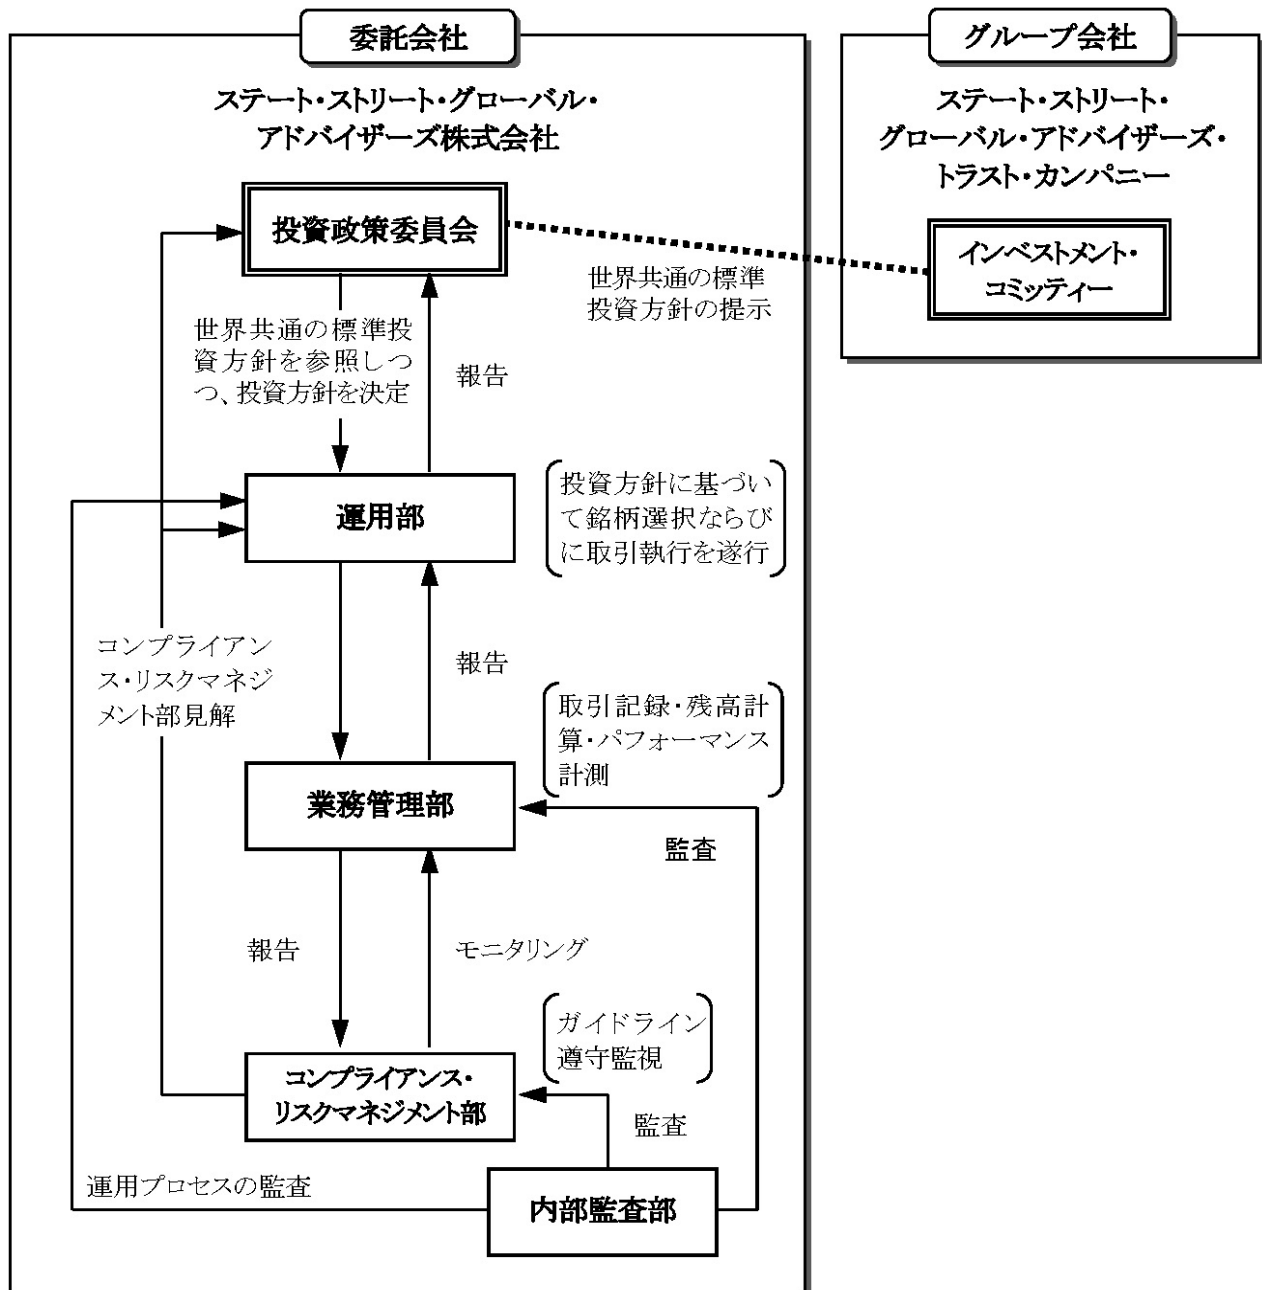 委託会社
ステート・ストリート・グローバル・
アドバイザーズ株式会社
グループ会社
ステート・ストリート・
グローバル・アドバイザーズ・
トラスト・カンパニー
投資政策委員会
インベストメント・
コミッティー
世界共通の標準
投資方針の提示
世界共通の標準投
資方針を参照しつ
つ、投資方針を決定
報告
運用部
投資方針に基づい
て銘柄選択ならび
に取引執行を遂行
コンプライアン
ス・リスクマネジ
メント部見解
報告
取引記録・残高計
算・パフォーマンス
計測
業務管理部
監査
報告
モニタリング
ガイドライン
遵守監視
コンプライアンス・
リスクマネジメント部
監査
運用プロセスの監査
内部監査部